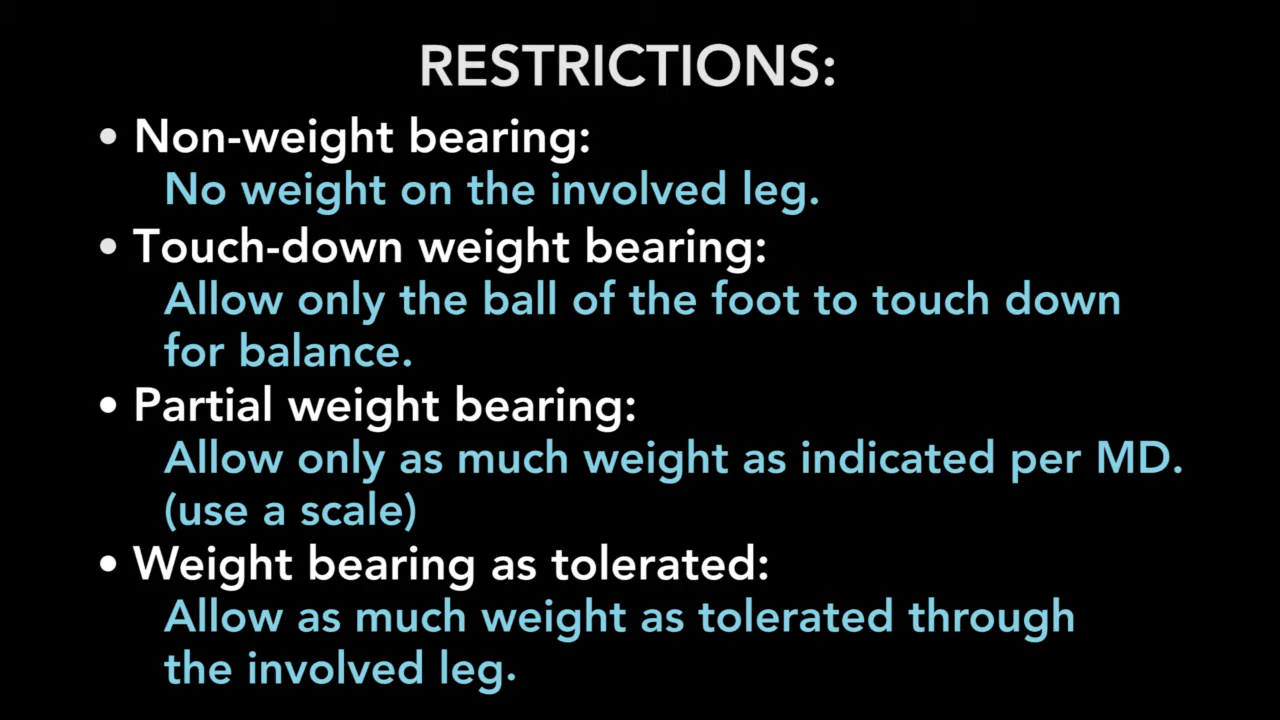 RESTRICTIONS:
• Non-weight bearing:
No weight on the involved leg.
• Touch-down weight bearing:
Allow only the ball of the foot to touch down
for balance.
• Partial weight bearing:
Allow only as much weight as indicated per MD.
(use a scale)
• Weight bearing as tolerated:
Allow as much weight as tolerated through
the involved leg.